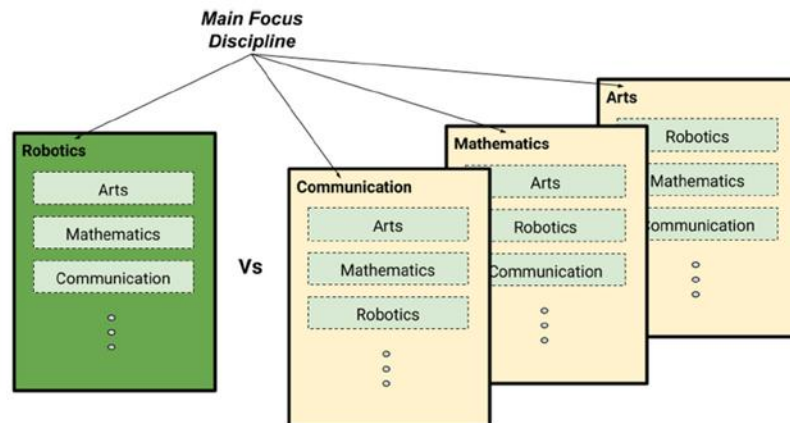 Main Focus
Discipline
Robotics
Arts
Mathematics
Communication
Vs
Communication
Arts
Mathematics
Robotics
Mathematics
Arts
Robotics
Communication
Arts
Robotics
Mathematics
Communication